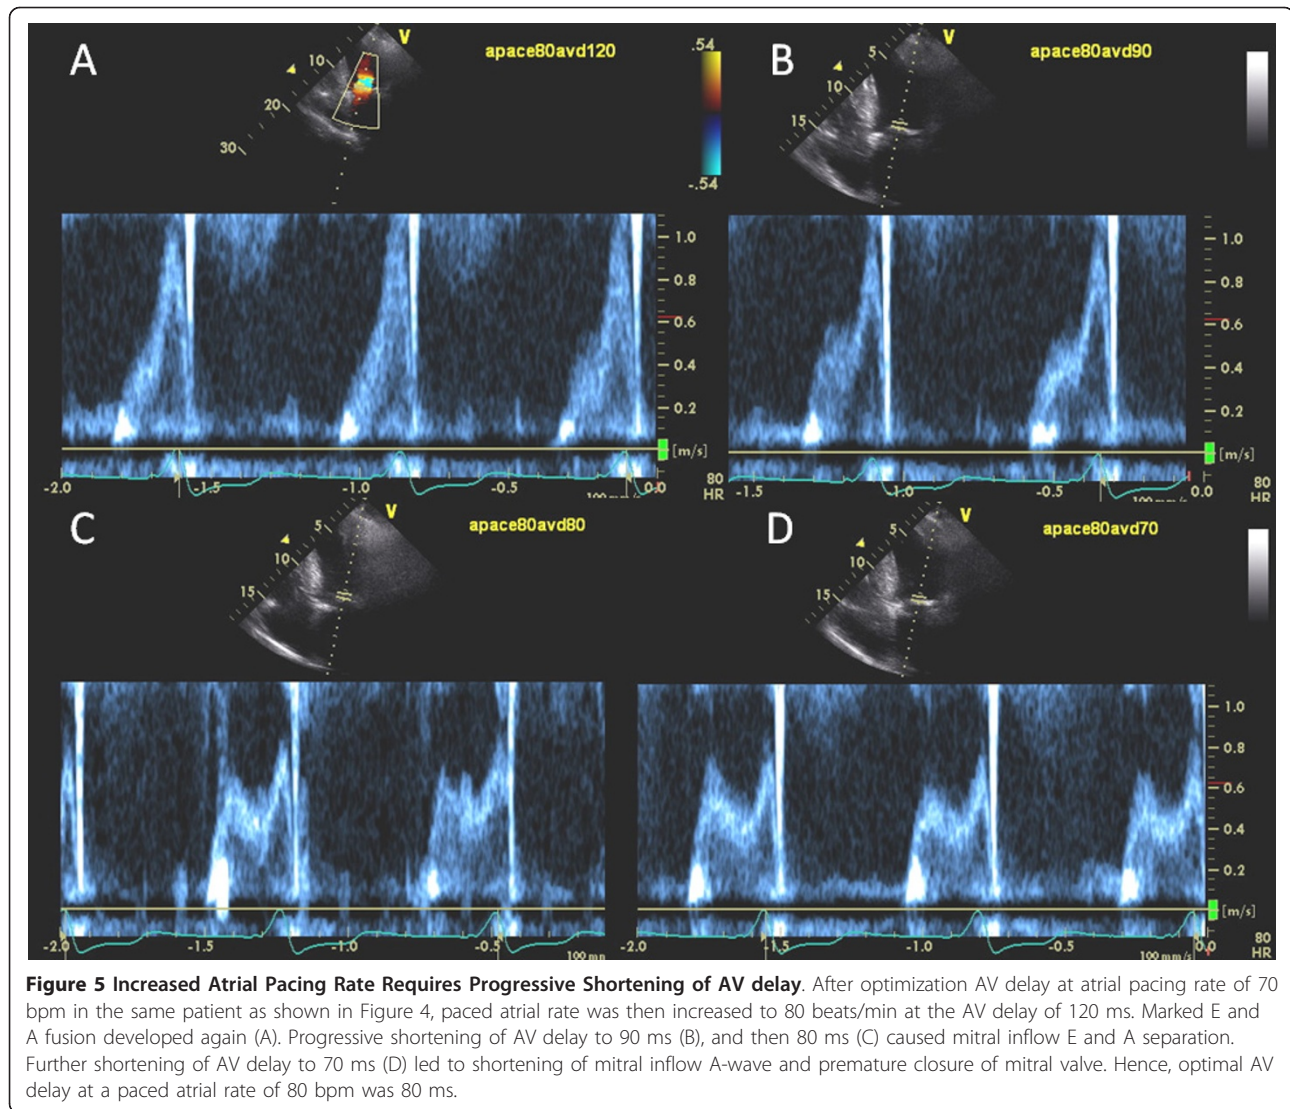 A
V
apace80avd120
10
20
30
.54
-.54
1.0
0.8
0.6
0.4
0.2
[m/s]
-2.0
-1.5
-1.0
-0.5
100 mm/s
0.0
80
HR
B
V
apace80avd90
5
10
15
1.0
0.8
0.6
0.4
0.2
[m/s]
-1.5
-1.0
-0.5
100 mm/s
0.0
80
HR
C
V
apace80avd80
5
10
15
-2.0
-1.5
-1.0
-0.5
100 mm
D
V
apace80avd70
5
10
15
1.0
0.8
0.6
0.4
0.2
[m/s]
-2.0
-1.5
-1.0
-0.5
100 mm/s
0.0
80
HR
Figure 5 Increased Atrial Pacing Rate Requires Progressive Shortening of AV delay. After optimization AV delay at atrial pacing rate of 70
bpm in the same patient as shown in Figure 4, paced atrial rate was then increased to 80 beats/min at the AV delay of 120 ms. Marked E and
A fusion developed again (A). Progressive shortening of AV delay to 90 ms (B), and then 80 ms (C) caused mitral inflow E and A separation.
Further shortening of AV delay to 70 ms (D) led to shortening of mitral inflow A-wave and premature closure of mitral valve. Hence, optimal AV
delay at a paced atrial rate of 80 bpm was 80 ms.